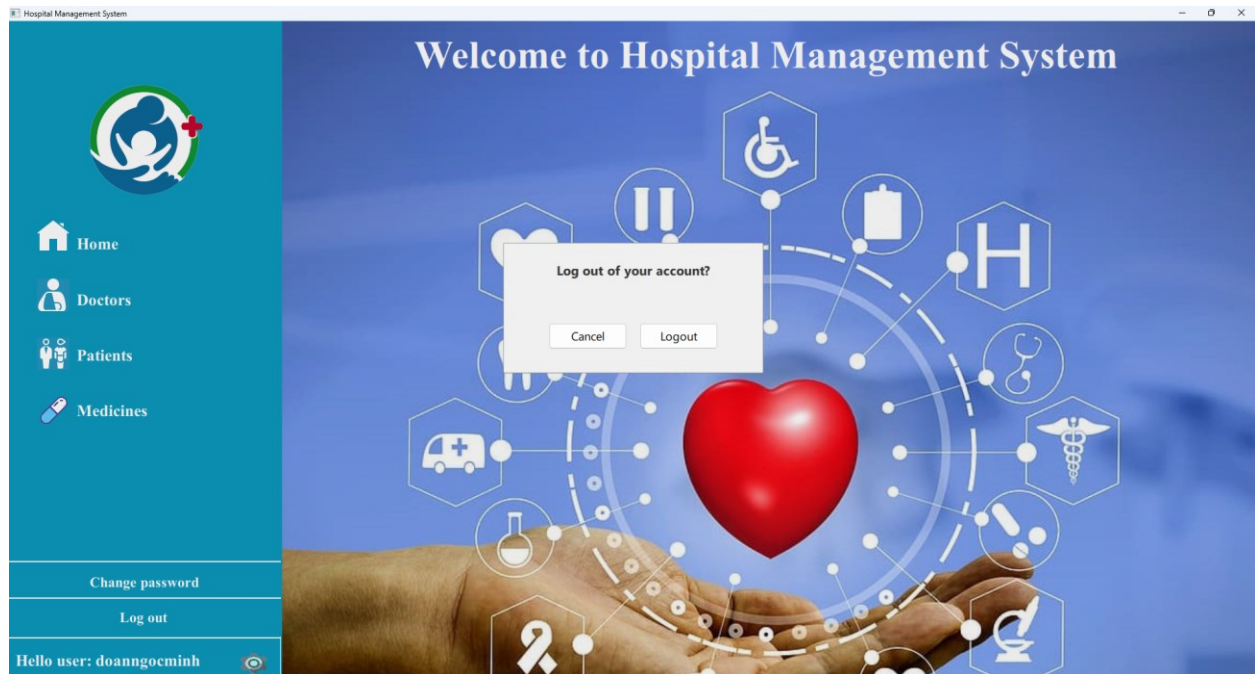 Hospital Management System
Welcome to Hospital Management System
Home
Doctors
Patients
Medicines
Change password
Log out
Hello user: doanngocminh
H
Log out of your account?
Cancel Logout